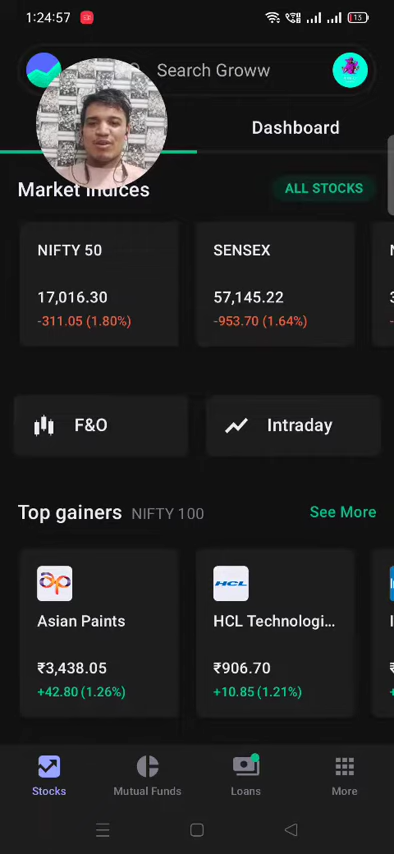 1:24:57
13
Search Groww
Dashboard
Market Indices
ALL STOCKS
NIFTY 50
SENSEX
17,016.30
57,145.22
-311.05 (1.80%)
-953.70 (1.64%)
F&O
Intraday
Top gainers NIFTY 100
See More
HCL
Asian Paints
HCL Technologi...
₹3,438.05
₹906.70
+42.80 (1.26%)
+10.85 (1.21%)
Stocks
Mutual Funds
Loans
More